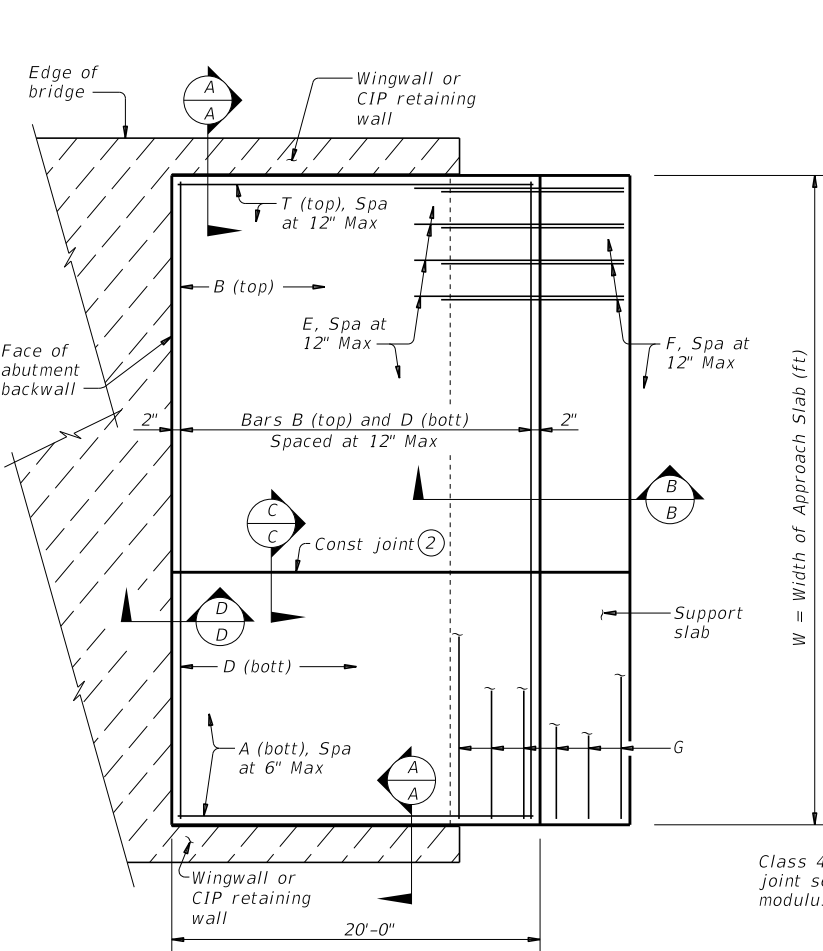 Edge of
bridge
A
A
Wingwall or
CIP retaining
wall
T (top), Spa
at 12" Max
B (top)
E, Spa at
12" Max
F, Spa at
12" Max
Face of
abutment
backwall
2"
Bars B (top) and D (bott)
Spaced at 12" Max
2"
W = Width of Approach Slab (ft)
B
B
C
C
Const joint 2
D
D
Support
slab
D (bott)
A (bott), Spa
at 6" Max
G
A
A
Class 4
joint se
modulu
Wingwall or
CIP retaining
wall
20'-0"